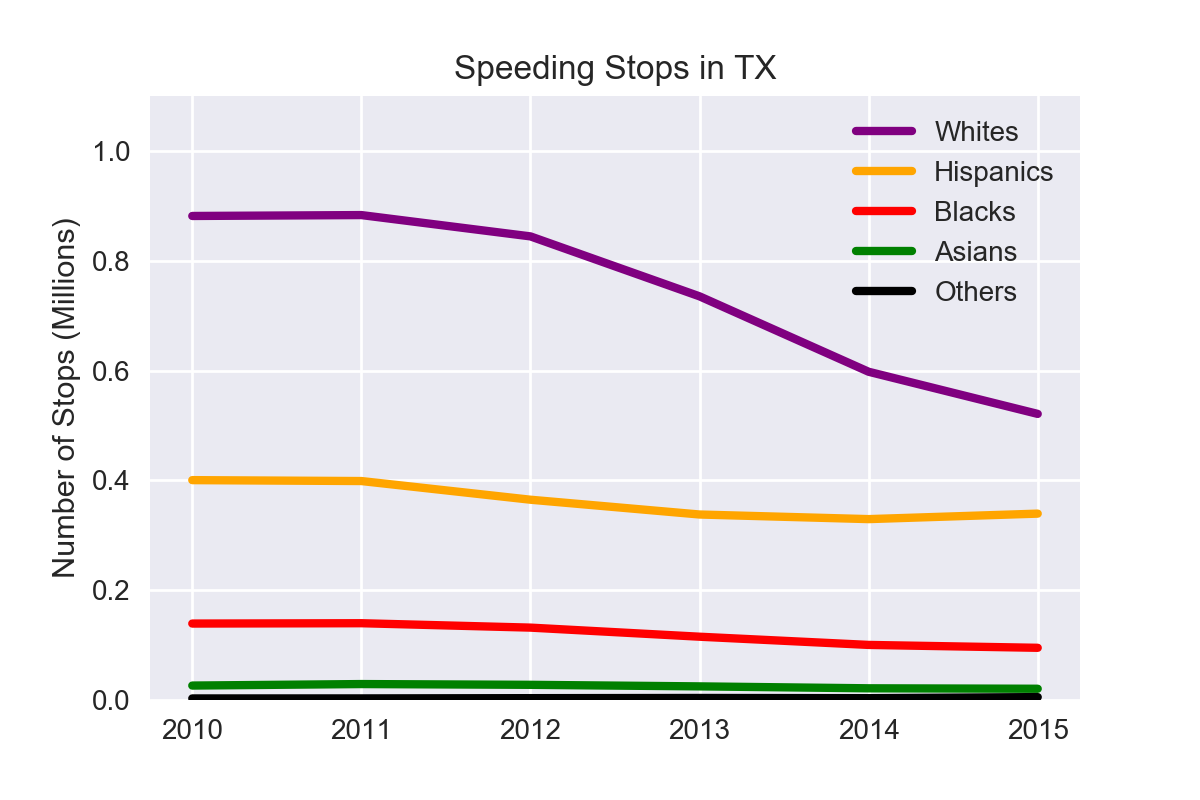 Speeding Stops in TX
Number of Stops (Millions)
1.0
0.8
0.6
0.4
0.2
0.0
Whites
Hispanics
Blacks
Asians
Others
2010 2011 2012 2013 2014 2015